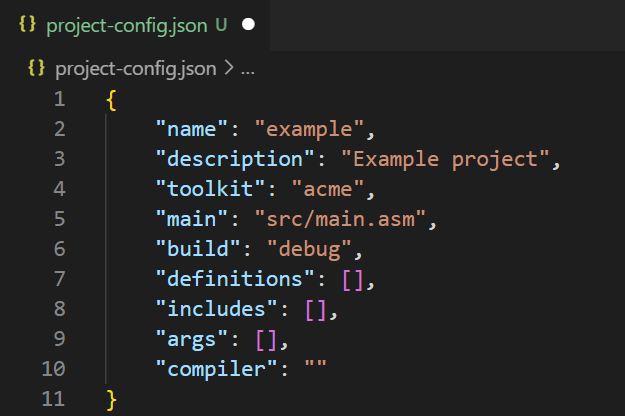 {} project-config.json U
{} project-config.json > ...
1 {
2 "name": "example",
3 "description": "Example project",
4 "toolkit": "acme",
5 "main": "src/main.asm",
6 "build": "debug",
7 "definitions": [],
8 "includes": [],
9 "args": [],
10 "compiler": ""
11 }